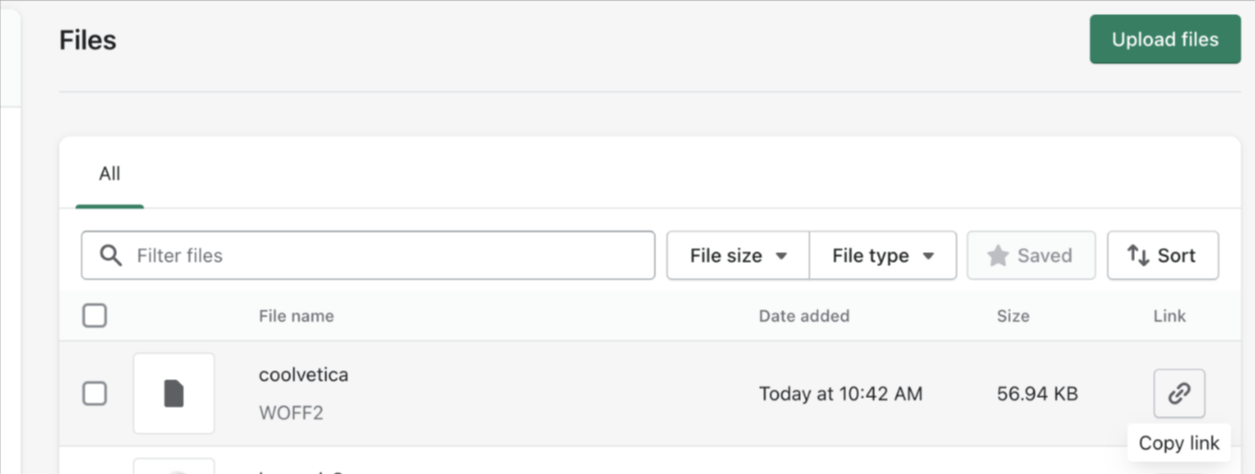 Files
Upload files
All
Filter files
File size
File type
Saved
Sort
File name
Date added
Size
Link
coolvetica
WOFF2
Today at 10:42 AM
56.94 KB
Copy link